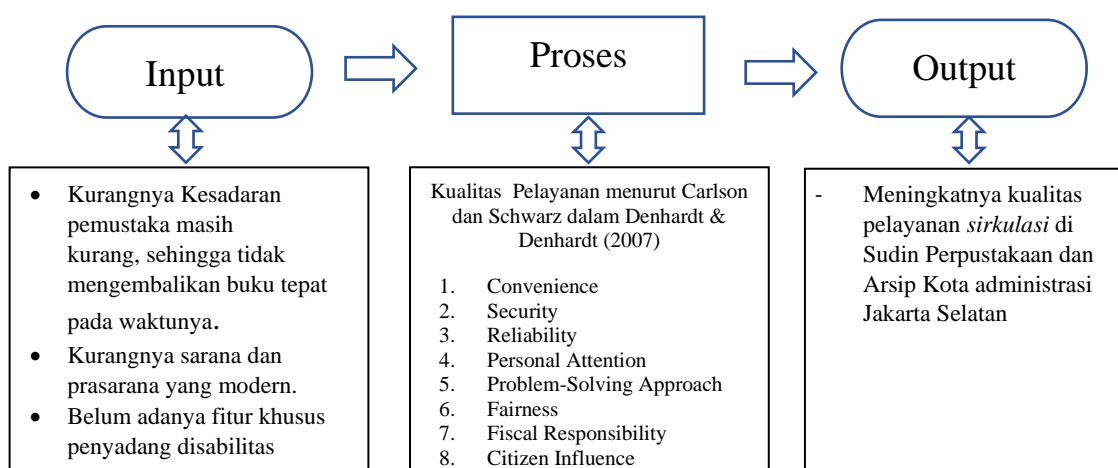 Input
Proses
Output
• Kurangnya Kesadaran
pemustaka masih
kurang, sehingga tidak
mengembalikan buku tepat
pada waktunya.
• Kurangnya sarana dan
prasarana yang modern.
• Belum adanya fitur khusus
penyadang disabilitas
Kualitas Pelayanan menurut Carlson
dan Schwarz dalam Denhardt &
Denhardt (2007)
1. Convenience
2. Security
3. Reliability
4. Personal Attention
5. Problem-Solving Approach
6. Fairness
7. Fiscal Responsibility
8. Citizen Influence
- Meningkatnya kualitas
pelayanan sirkulasi di
Sudin Perpustakaan dan
Arsip Kota administrasi
Jakarta Selatan